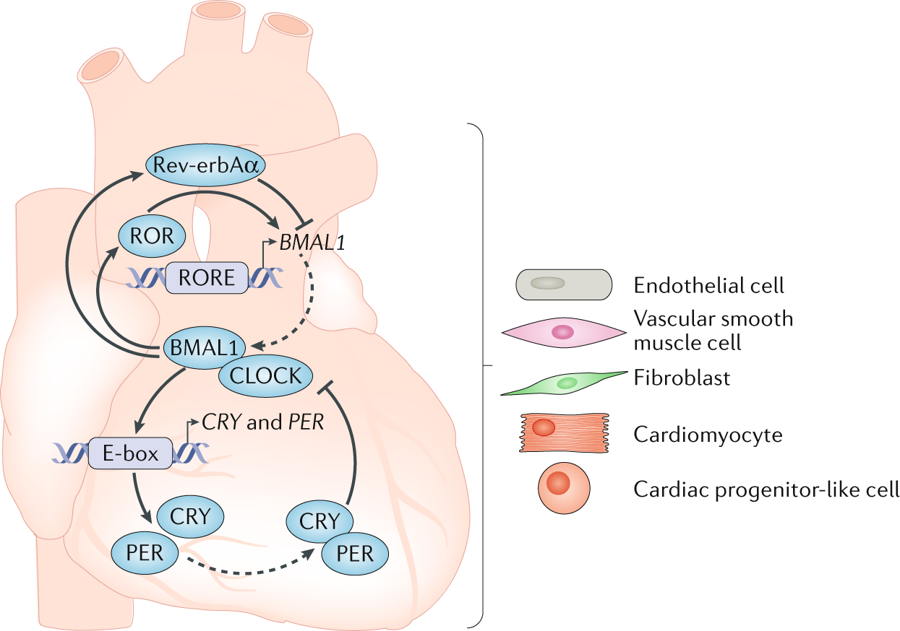 Rev-erbAα
ROR
BMAL1
RORE
BMAL1
CLOCK
CRY and PER
E-box
CRY
PER
CRY
PER
Endothelial cell
Vascular smooth
muscle cell
Fibroblast
Cardiomyocyte
Cardiac progenitor-like cell